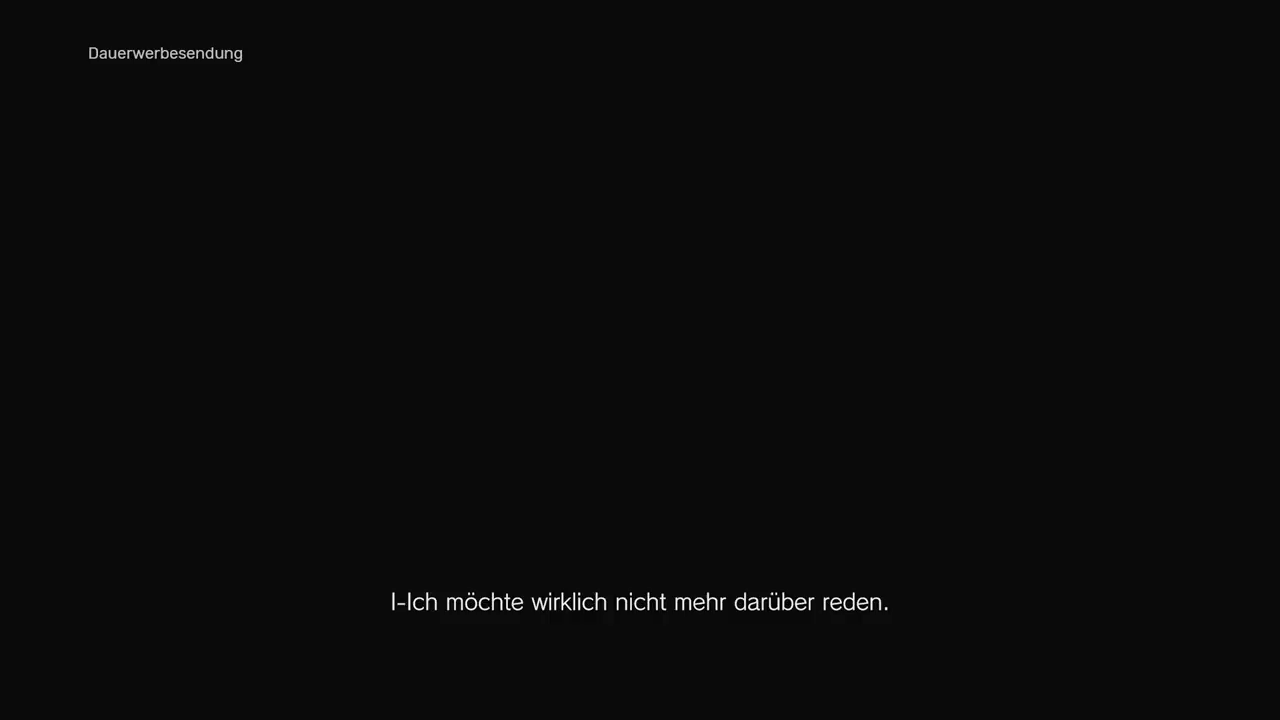 Dauerwerbesendung
I-Ich möchte wirklich nicht mehr darüber reden.